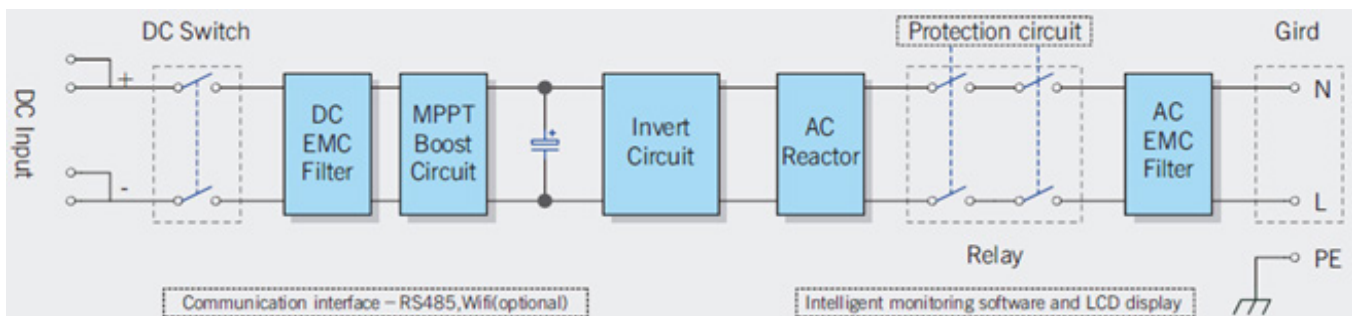 DC Switch
Protection circuit
Gird
DC Input
+
-
DC
EMC
Filter
MPPT
Boost
Circuit
+
Invert
Circuit
AC
Reactor
AC
EMC
Filter
N
L
Relay
PE
Communication interface – RS485,Wifi(optional)
Intelligent monitoring software and LCD display